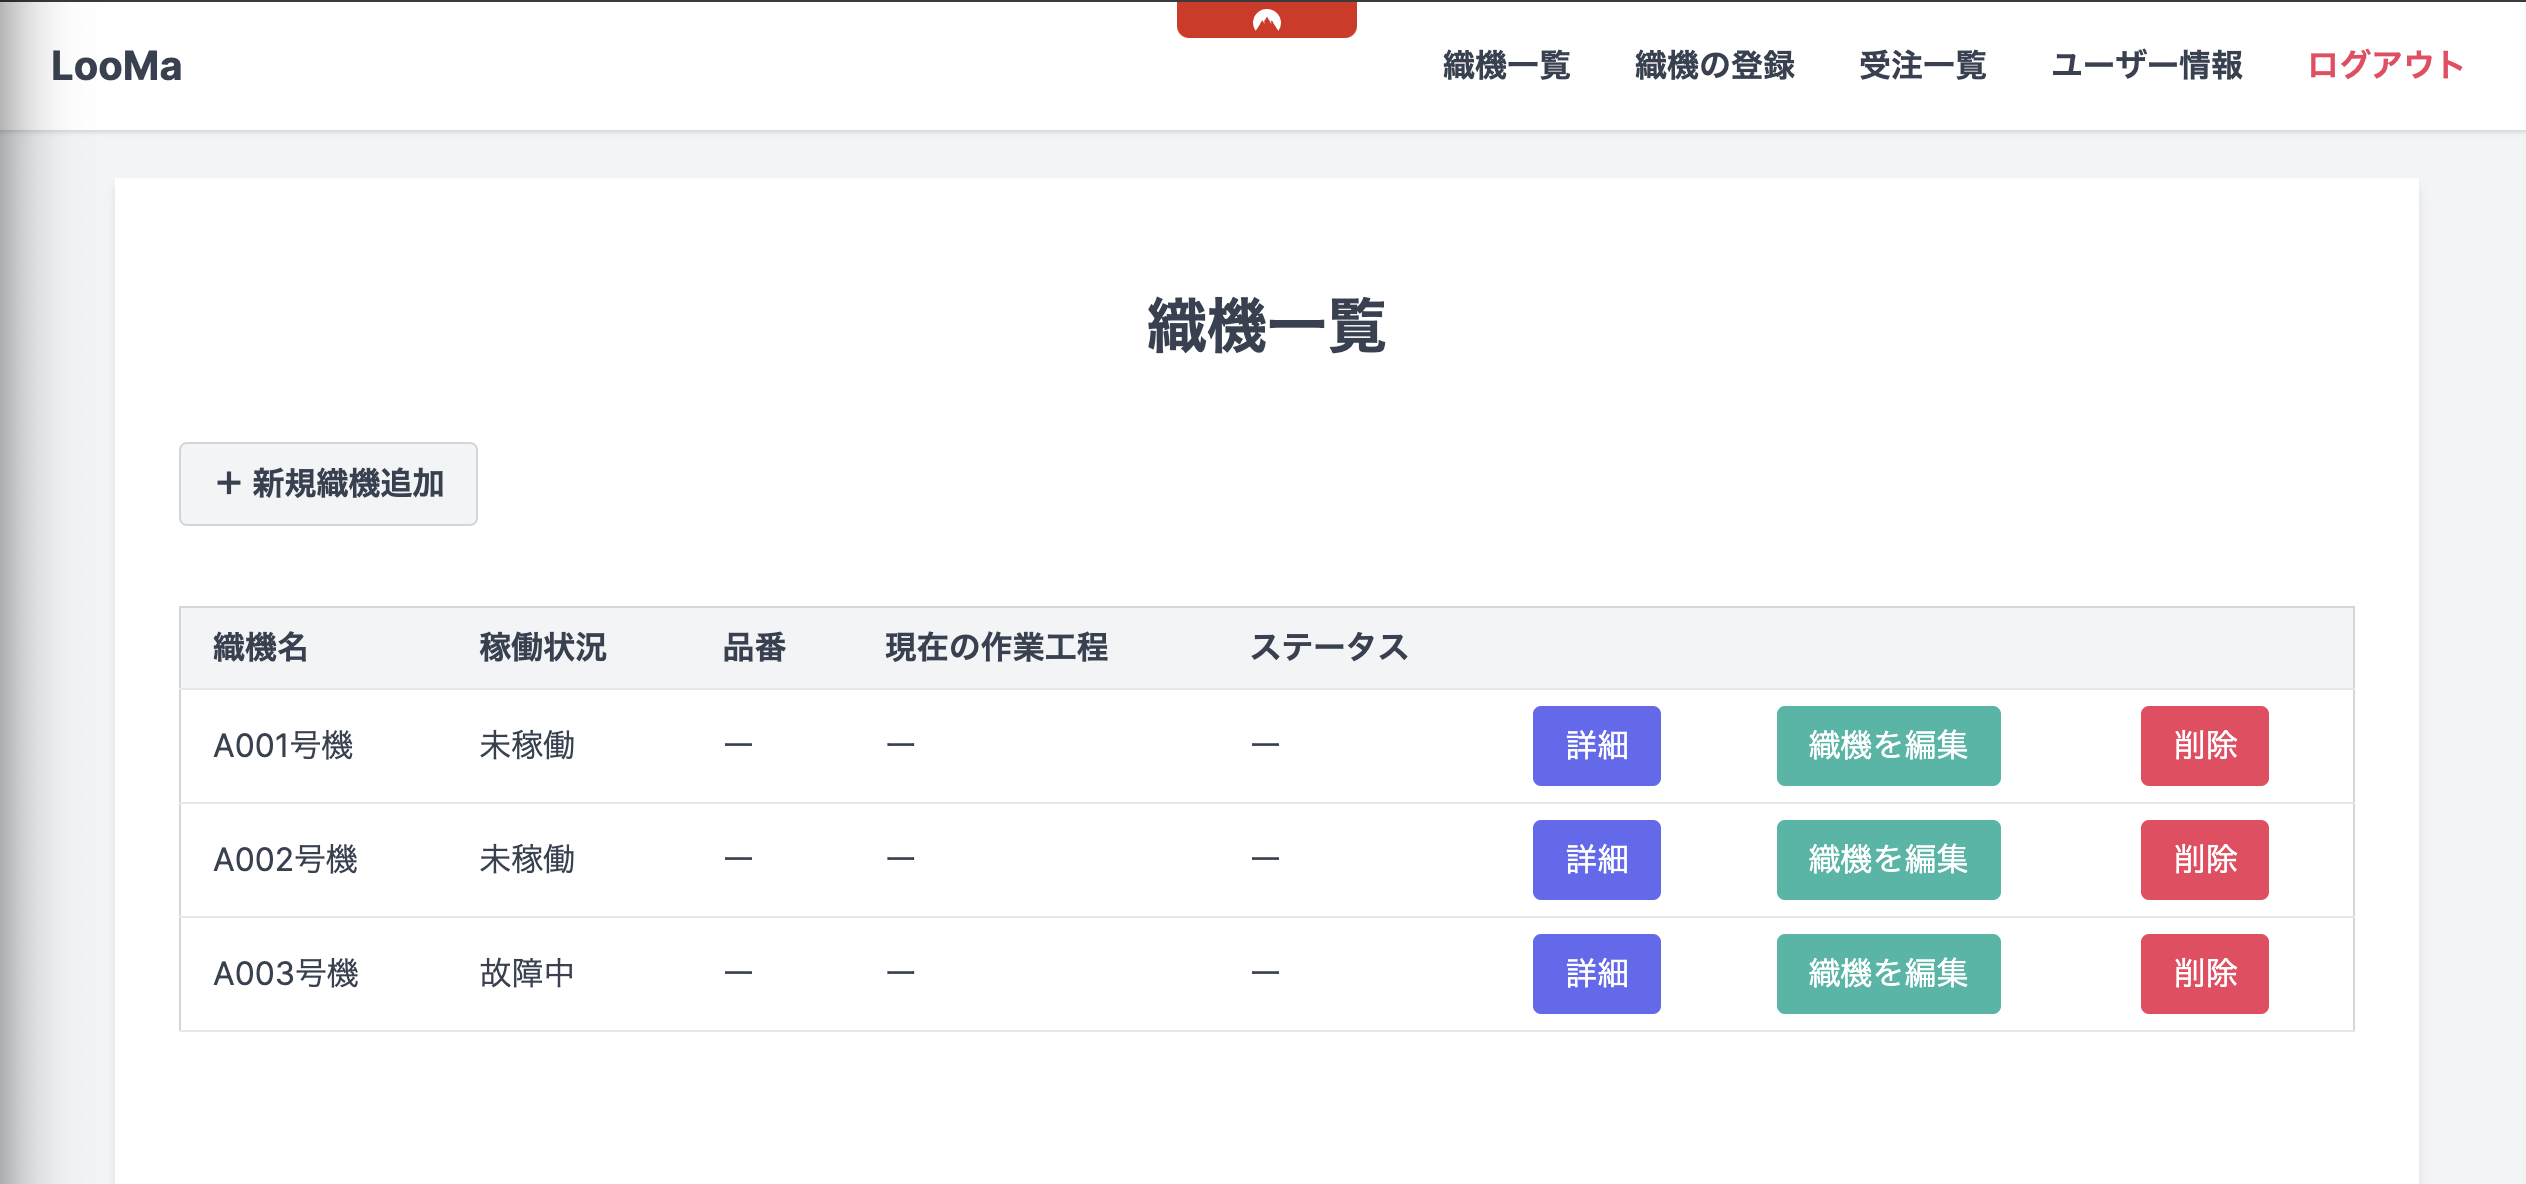 LooMa 織機一覧 織機の登録 受注一覧 ユーザー情報 ログアウト
織機一覧
+ 新規織機追加
織機名 稼働状況 品番 現在の作業工程 ステータス
A001号機 未稼働 — — — 詳細 織機を編集 削除
A002号機 未稼働 — — — 詳細 織機を編集 削除
A003号機 故障中 — — — 詳細 織機を編集 削除